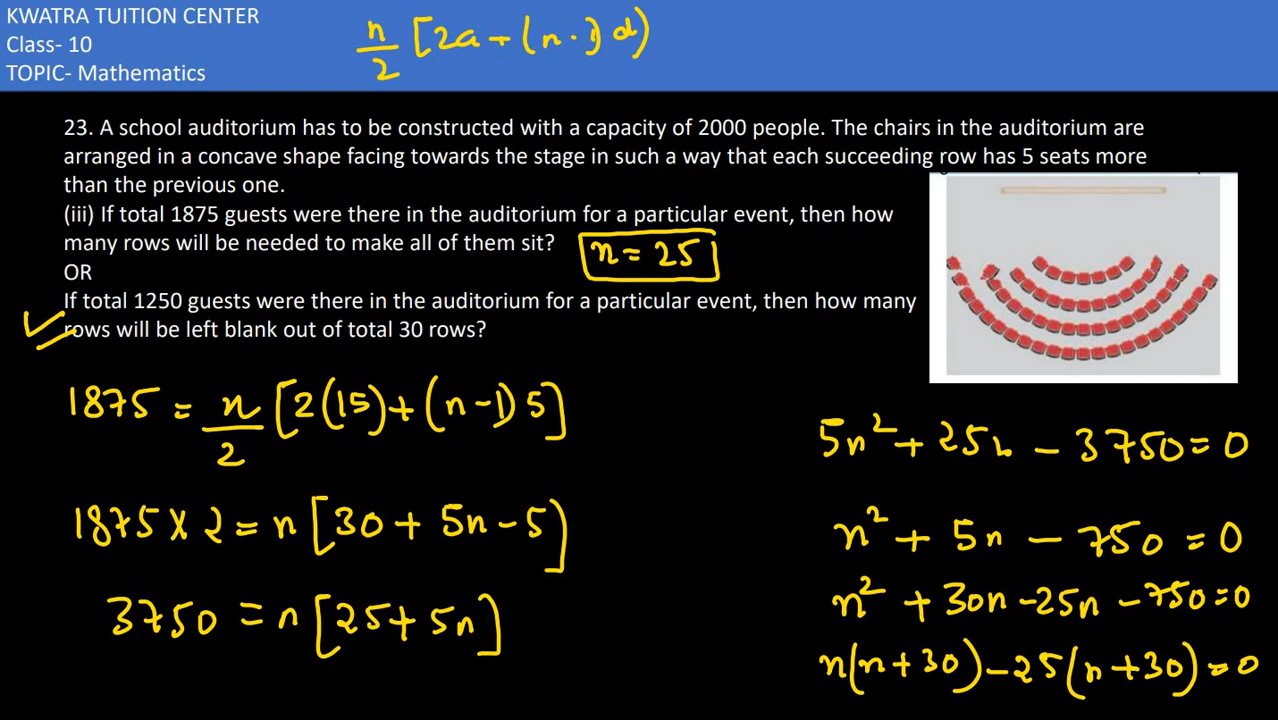 KWATRA TUITION CENTER
Class- 10
TOPIC- Mathematics
n/2 [2a + (n-1) d)
23. A school auditorium has to be constructed with a capacity of 2000 people. The chairs in the auditorium are
arranged in a concave shape facing towards the stage in such a way that each succeeding row has 5 seats more
than the previous one.
(iii) If total 1875 guests were there in the auditorium for a particular event, then how
many rows will be needed to make all of them sit?
n = 25
OR
If total 1250 guests were there in the auditorium for a particular event, then how many
rows will be left blank out of total 30 rows?
1875 = n/2 [2(15) + (n-1) 5]
1875 × 2 = n [30 + 5n - 5]
3750 = n [25 + 5n]
5n² + 25n - 3750 = 0
n² + 5n - 750 = 0
n² + 30n - 25n - 750 = 0
n(n+30) - 25(n+30) = 0